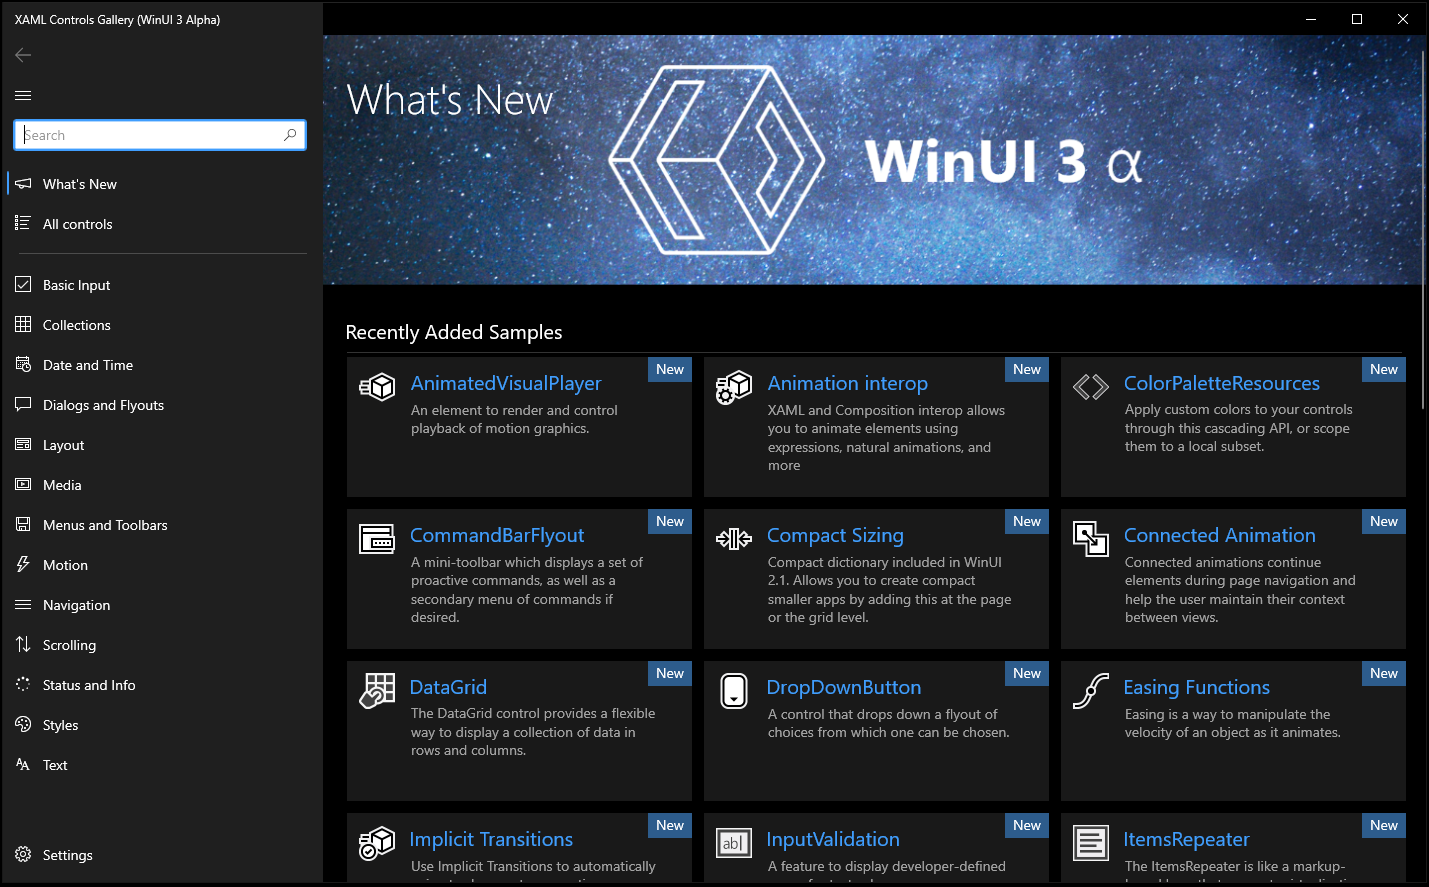 XAML Controls Gallery (WinUI 3 Alpha)
Search
What's New
All controls
Basic Input
Collections
Date and Time
Dialogs and Flyouts
Layout
Media
Menus and Toolbars
Motion
Navigation
Scrolling
Status and Info
Styles
Text
Settings
What's New
WinUI 3 α
Recently Added Samples
AnimatedVisualPlayer
New
An element to render and control
playback of motion graphics.
Animation interop
New
XAML and Composition interop allows
you to animate elements using
expressions, natural animations, and
more
ColorPaletteResources
New
Apply custom colors to your controls
through this cascading API, or scope
them to a local subset.
CommandBarFlyout
New
A mini-toolbar which displays a set of
proactive commands, as well as a
secondary menu of commands if
desired.
Compact Sizing
New
Compact dictionary included in WinUI
2.1. Allows you to create compact
smaller apps by adding this at the page
or the grid level.
Connected Animation
New
Connected animations continue
elements during page navigation and
help the user maintain their context
between views.
DataGrid
New
The DataGrid control provides a flexible
way to display a collection of data in
rows and columns.
DropDownButton
New
A control that drops down a flyout of
choices from which one can be chosen.
Easing Functions
New
Easing is a way to manipulate the
velocity of an object as it animates.
Implicit Transitions
New
Use Implicit Transitions to automatically
ab
InputValidation
New
A feature to display developer-defined
ItemsRepeater
New
The ItemsRepeater is like a markup-